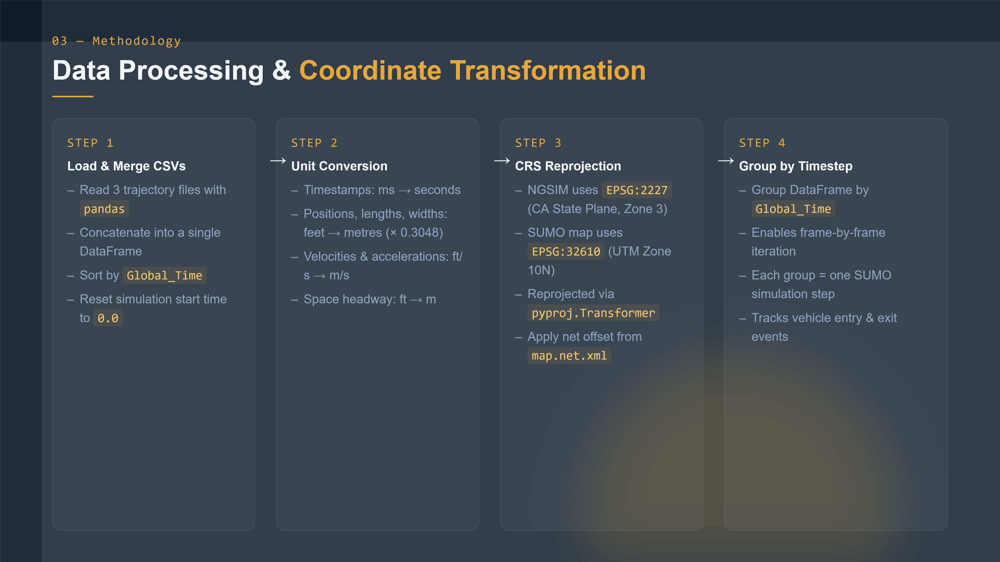 03 — Methodology
Data Processing & Coordinate Transformation
STEP 1
Load & Merge CSVs
– Read 3 trajectory files with
pandas
– Concatenate into a single
DataFrame
– Sort by Global_Time
– Reset simulation start time
to 0.0
→
STEP 2
Unit Conversion
– Timestamps: ms → seconds
– Positions, lengths, widths:
feet → metres (× 0.3048)
– Velocities & accelerations: ft/
s → m/s
– Space headway: ft → m
→
STEP 3
CRS Reprojection
– NGSIM uses EPSG:2227
(CA State Plane, Zone 3)
– SUMO map uses
EPSG:32610 (UTM Zone
10N)
– Reprojected via
pyproj.Transformer
– Apply net offset from
map.net.xml
→
STEP 4
Group by Timestep
– Group DataFrame by
Global_Time
– Enables frame-by-frame
iteration
– Each group = one SUMO
simulation step
– Tracks vehicle entry & exit
events